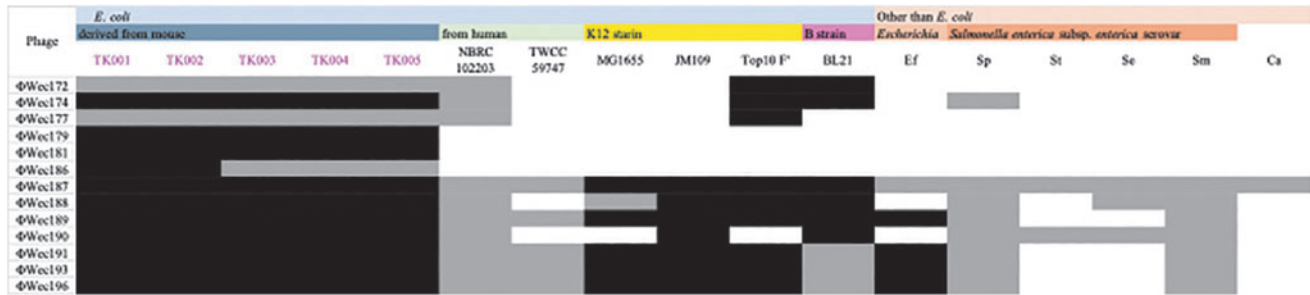 E. coli Other than E. coli
Phage derived from mouse from human K12 starin B strain Escherichia Salmonella enterica subsp. enterica serovar
TK001 TK002 TK003 TK004 TK005 NBRC 102203 TWCC 59747 MG1655 JM109 Top10 F' BL21 Ef Sp St Se Sm Ca
ΦWec172
ΦWec174
ΦWec177
ΦWec179
ΦWec181
ΦWec186
ΦWec187
ΦWec188
ΦWec189
ΦWec190
ΦWec191
ΦWec193
ΦWec196